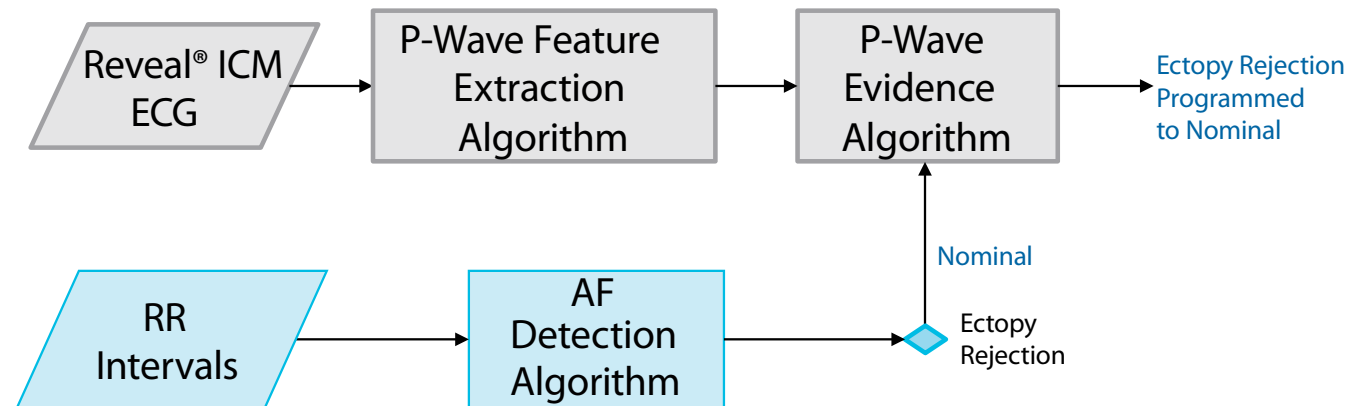 Reveal® ICM
ECG
P-Wave Feature
Extraction
Algorithm
P-Wave
Evidence
Algorithm
Ectopy Rejection
Programmed
to Nominal
Nominal
RR
Intervals
AF
Detection
Algorithm
Ectopy
Rejection